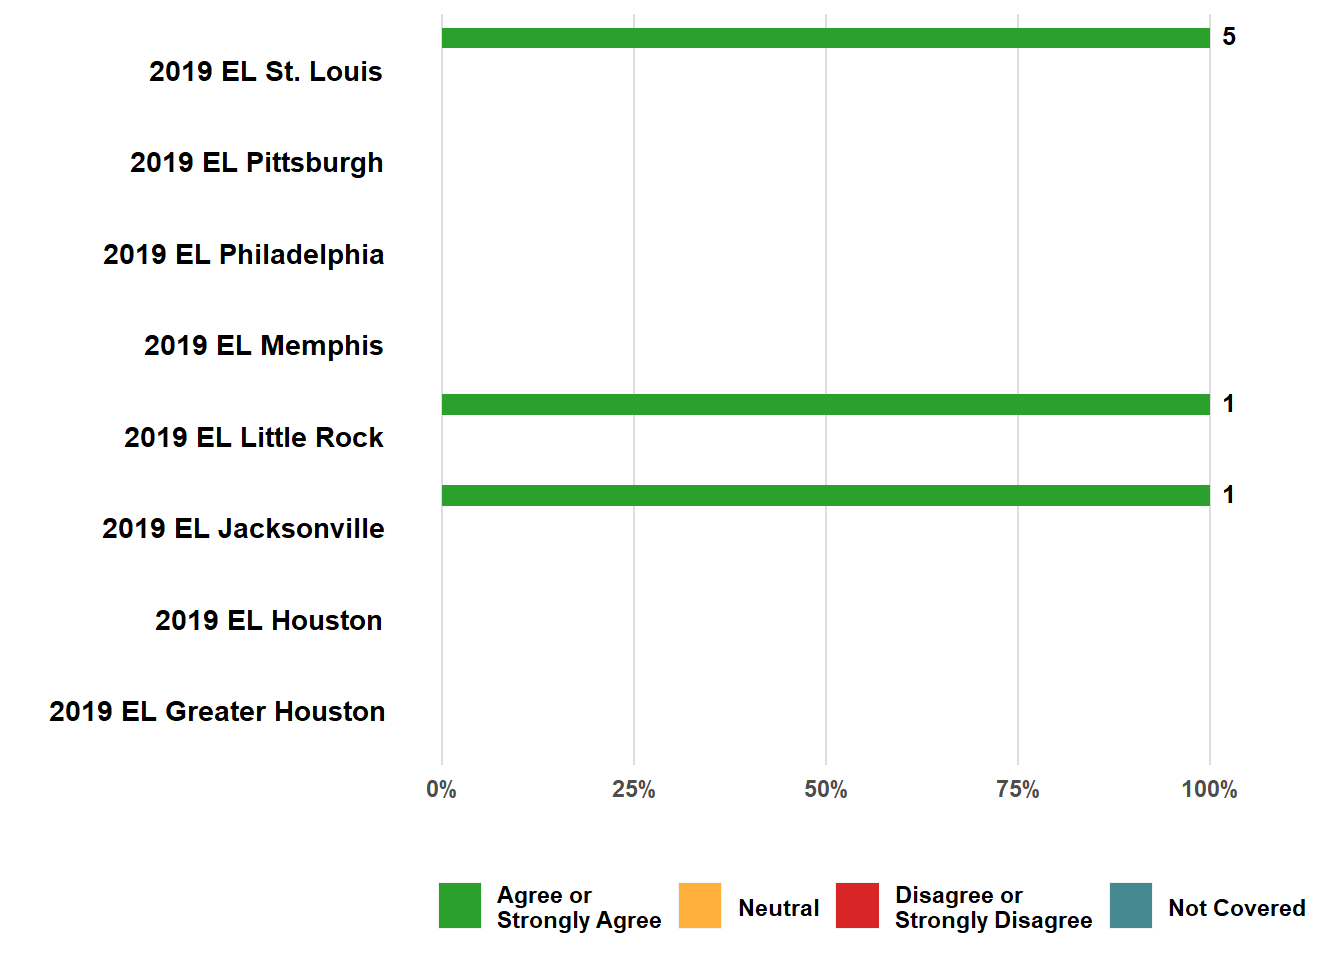 5
2019 EL St. Louis
2019 EL Pittsburgh
2019 EL Philadelphia
2019 EL Memphis
1
2019 EL Little Rock
1
2019 EL Jacksonville
2019 EL Houston
2019 EL Greater Houston
0% 25% 50% 75% 100%
Agree or
Strongly Agree
Neutral
Disagree or
Strongly Disagree
Not Covered